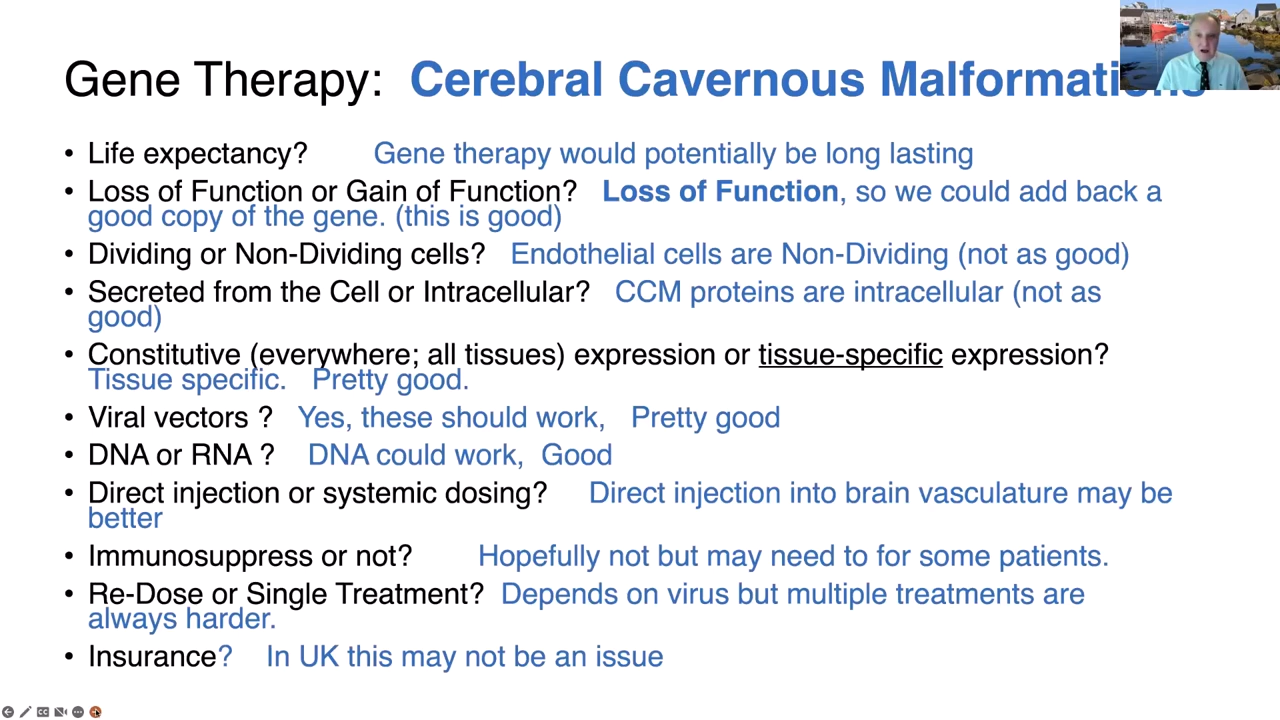 Gene Therapy: Cerebral Cavernous Malformations
• Life expectancy? Gene therapy would potentially be long lasting
• Loss of Function or Gain of Function? Loss of Function, so we could add back a
good copy of the gene. (this is good)
• Dividing or Non-Dividing cells? Endothelial cells are Non-Dividing (not as good)
• Secreted from the Cell or Intracellular? CCM proteins are intracellular (not as
good)
• Constitutive (everywhere; all tissues) expression or tissue-specific expression?
Tissue specific. Pretty good.
• Viral vectors ? Yes, these should work, Pretty good
• DNA or RNA ? DNA could work, Good
• Direct injection or systemic dosing? Direct injection into brain vasculature may be
better
• Immunosuppress or not? Hopefully not but may need to for some patients.
• Re-Dose or Single Treatment? Depends on virus but multiple treatments are
always harder.
• Insurance? In UK this may not be an issue
CC